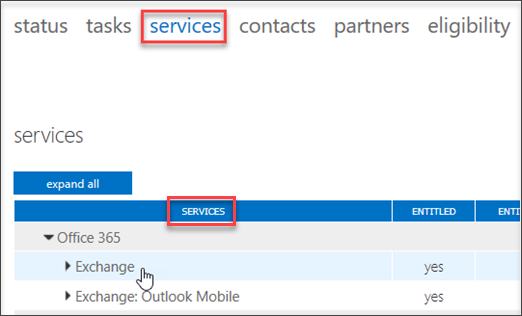 status tasks services contacts partners eligibility
services
expand all
SERVICES ENTITLED ENTI
Office 365
Exchange yes
Exchange: Outlook Mobile yes